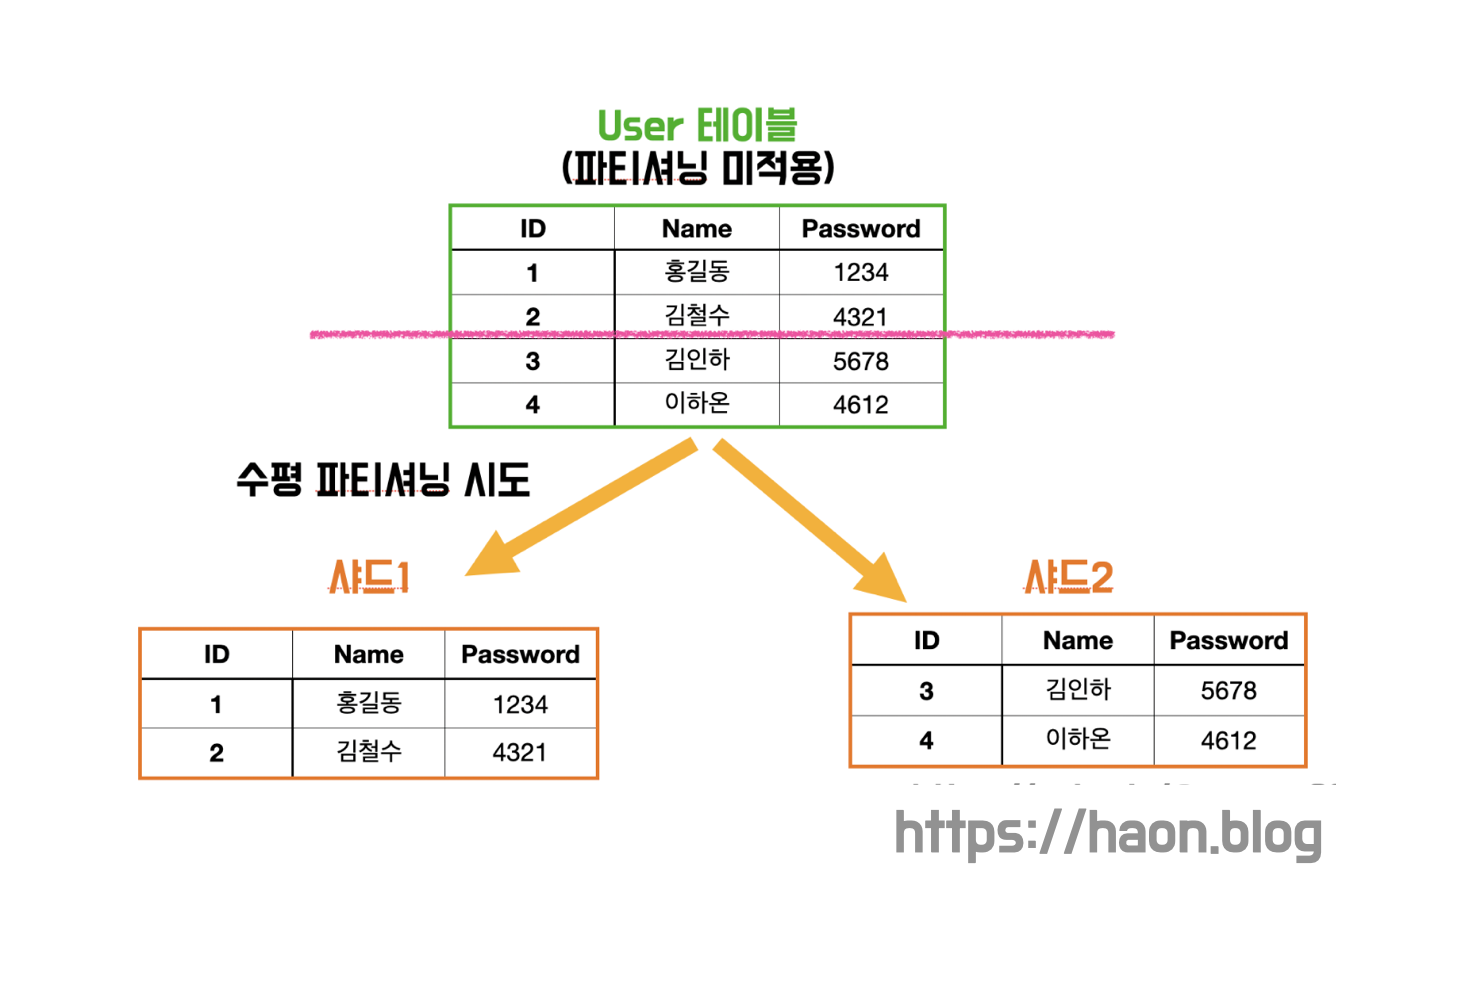 User 테이블
(파티셔닝 미적용)
ID Name Password
1 홍길동 1234
2 김철수 4321
3 김인하 5678
4 이하온 4612
수평 파티셔닝 시도
샤드1
ID Name Password
1 홍길동 1234
2 김철수 4321
샤드2
ID Name Password
3 김인하 5678
4 이하온 4612
https://haon.blog